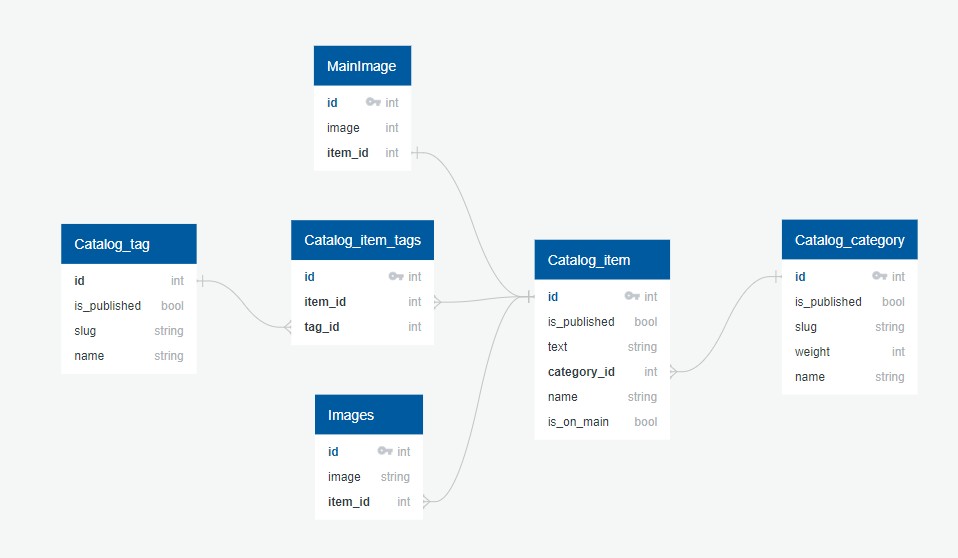 MainImage
id int
image int
item_id int
Catalog_tag
id int
is_published bool
slug string
name string
Catalog_item_tags
id int
item_id int
tag_id int
Images
id int
image string
item_id int
Catalog_item
id int
is_published bool
text string
category_id int
name string
is_on_main bool
Catalog_category
id int
is_published bool
slug string
weight int
name string